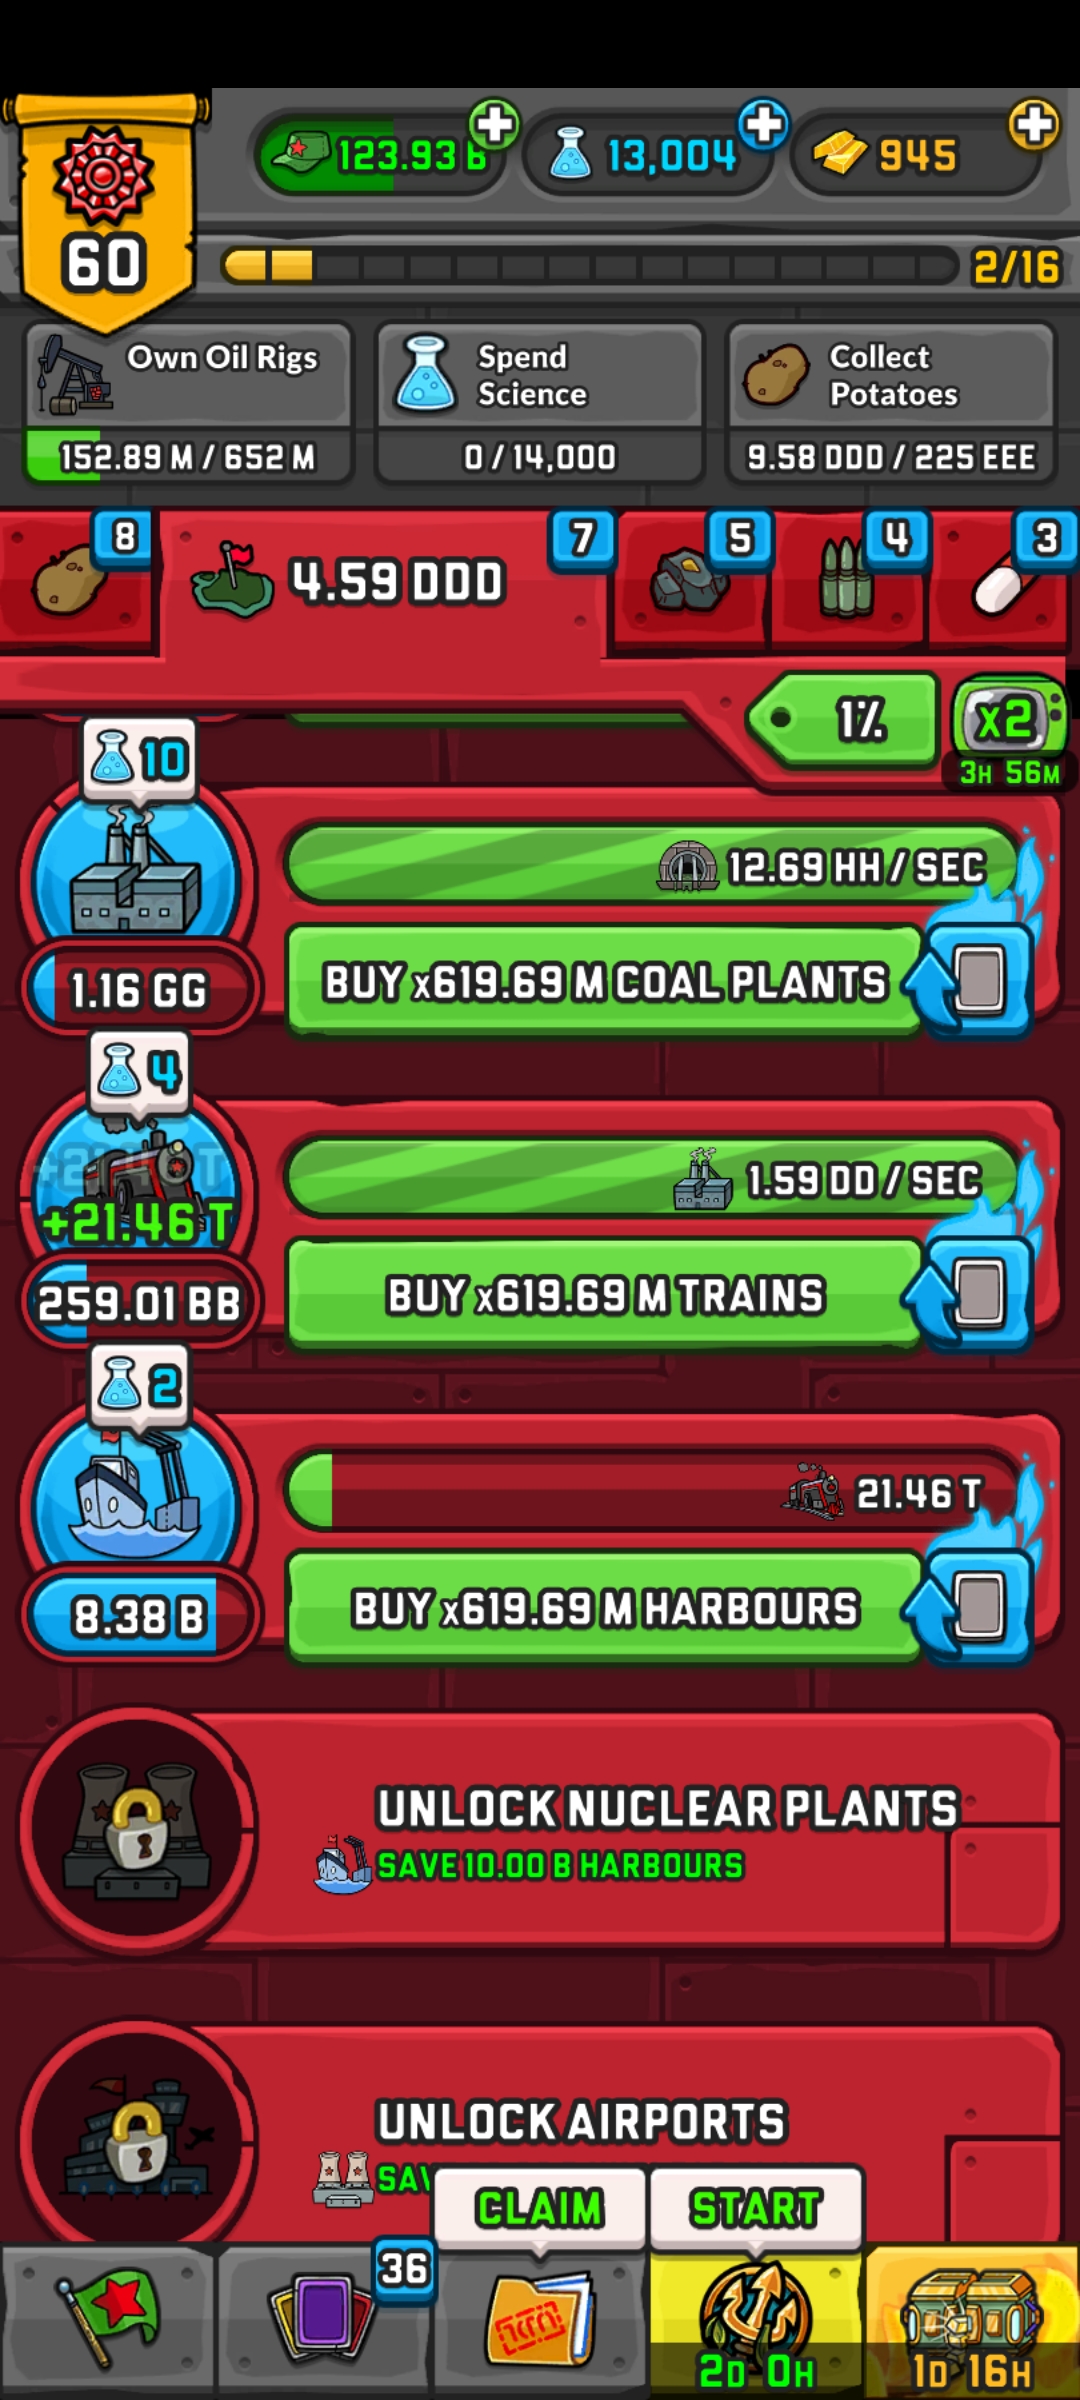 123.93 B
13,004
945
60
2/16
Own Oil Rigs
152.89 M / 652 M
Spend
Science
0 / 14,000
Collect
Potatoes
9.58 DDD / 225 EEE
8
4.59 DDD
7
5
4
3
1%
x2
3H 56M
10
12.69 HH / SEC
1.16 GG
BUY x619.69 M COAL PLANTS
4
+21.46 T
1.59 DD / SEC
259.01 BB
BUY x619.69 M TRAINS
2
21.46 T
8.38 B
BUY x619.69 M HARBOURS
UNLOCK NUCLEAR PLANTS
SAVE 10.00 B HARBOURS
UNLOCK AIRPORTS
CLAIM
START
36
2D 0H
1D 16H